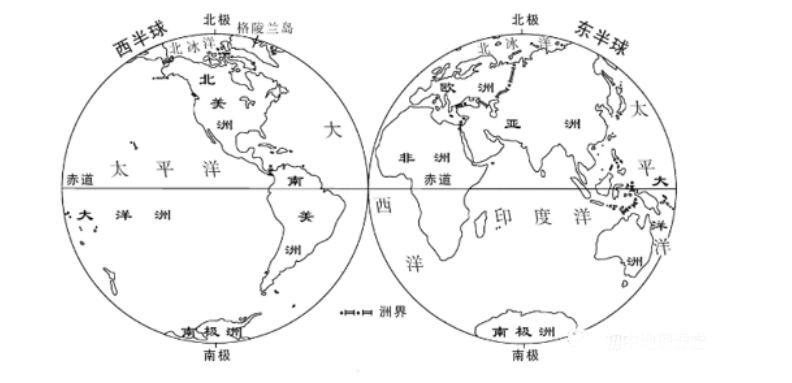 北极
北极
西半球
格陵兰岛
东半球
北冰洋
北冰洋
北美洲
欧洲
亚洲
大
太平洋
太平洋
非洲
赤道
南美洲
赤道
大洋洲
大洋洲
西洋
印度洋
洲界
南极洲
南极洲
南极
南极